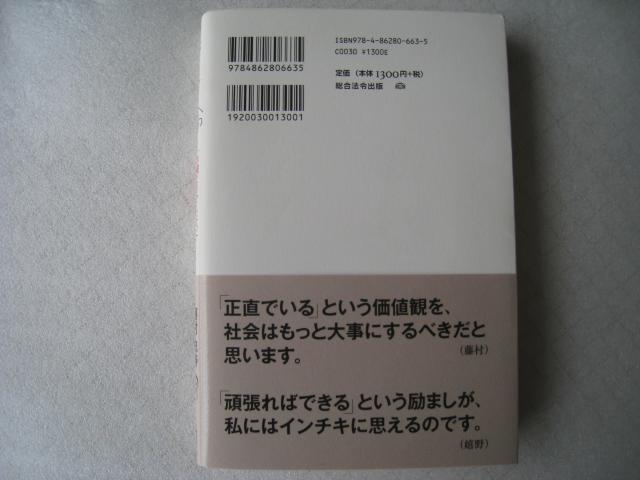 ISBN978-4-86280-663-5
C0030 ¥1300E
9784862806635
定価(本体1300円+税)
総合法令出版
1920030013001
「正直でいる」という価値観を、
社会はもっと大事にするべきだと
思います。
(藤村)
「頑張ればできる」という励ましが、
私にはインチキに思えるのです。
(嬉野)